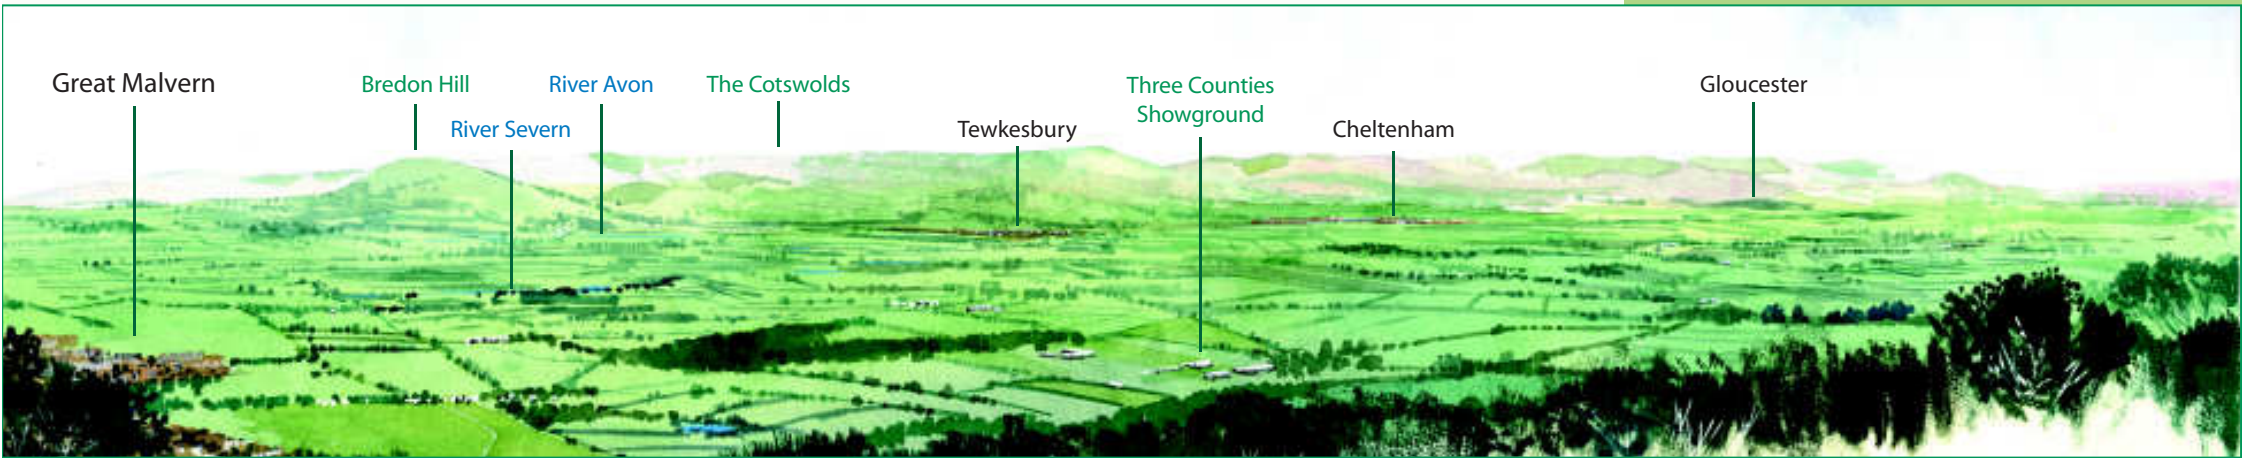 Great Malvern
Bredon Hill
River Severn
River Avon
The Cotswolds
Tewkesbury
Three Counties
Showground
Cheltenham
Gloucester